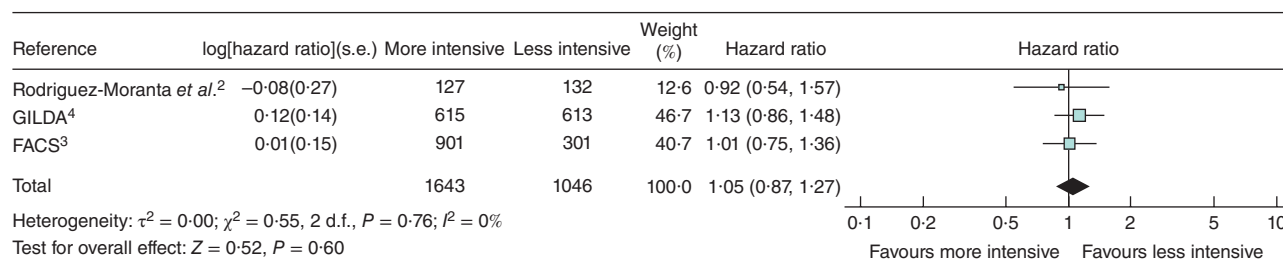 Reference log[hazard ratio](s.e.) More intensive Less intensive Weight (%) Hazard ratio Hazard ratio
Rodriguez-Moranta et al.² −0·08(0·27) 127 132 12·6 0·92 (0·54, 1·57)
GILDA⁴ 0·12(0·14) 615 613 46·7 1·13 (0·86, 1·48)
FACS³ 0·01(0·15) 901 301 40·7 1·01 (0·75, 1·36)
Total 1643 1046 100·0 1·05 (0·87, 1·27)
Heterogeneity: τ² = 0·00; χ² = 0·55, 2 d.f., P = 0·76; I² = 0%
Test for overall effect: Z = 0·52, P = 0·60
0·1 0·2 0·5 1 2 5 10
Favours more intensive Favours less intensive